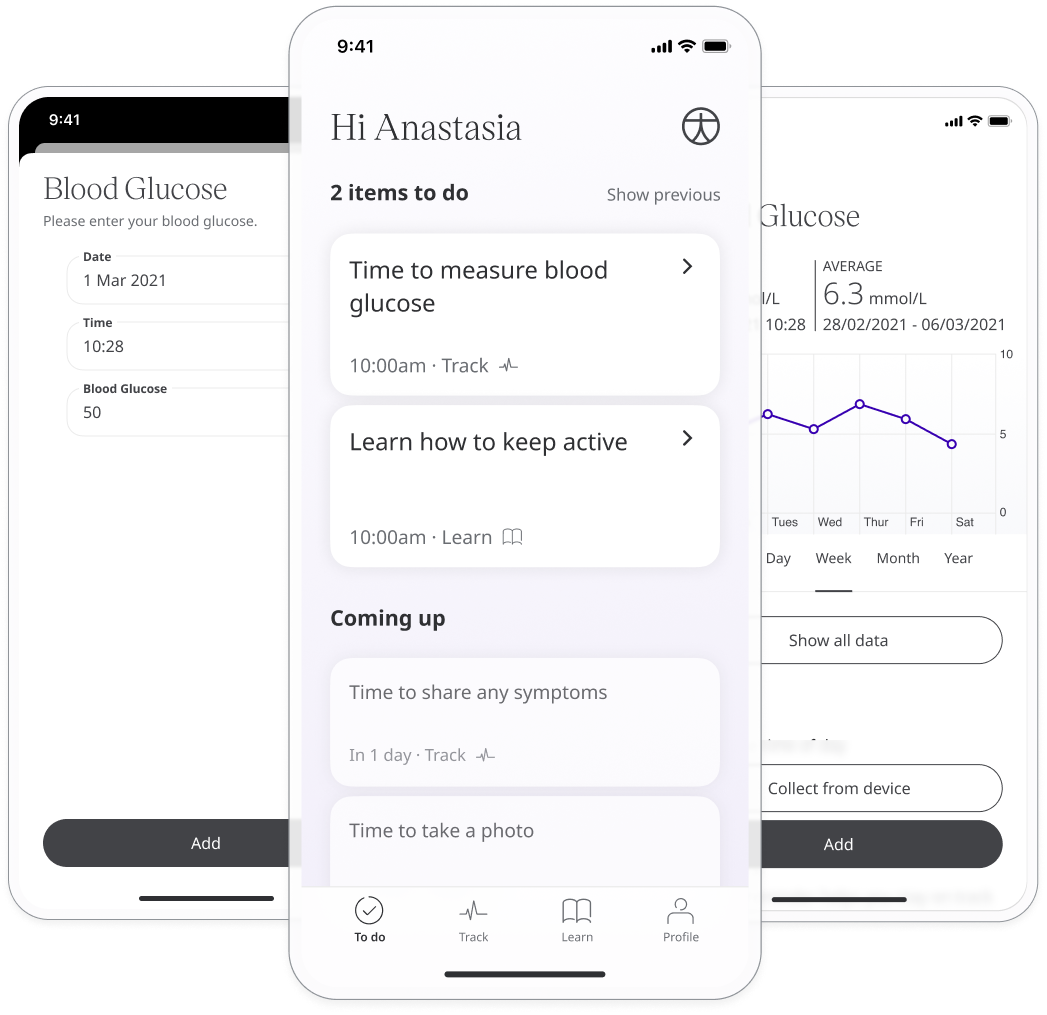 9:41
Blood Glucose
Please enter your blood glucose.
Date
1 Mar 2021
Time
10:28
Blood Glucose
50
Add
9:41
Hi Anastasia
2 items to do
Show previous
Time to measure blood
glucose
10:00am · Track
Learn how to keep active
10:00am · Learn
Coming up
Time to share any symptoms
In 1 day · Track
Time to take a photo
To do
Track
Learn
Profile
Glucose
AVERAGE
l/L
6.3 mmol/L
10:28
28/02/2021 - 06/03/2021
10
5
0
Tues Wed Thur Fri Sat
Day Week Month Year
Show all data
Collect from device
Add